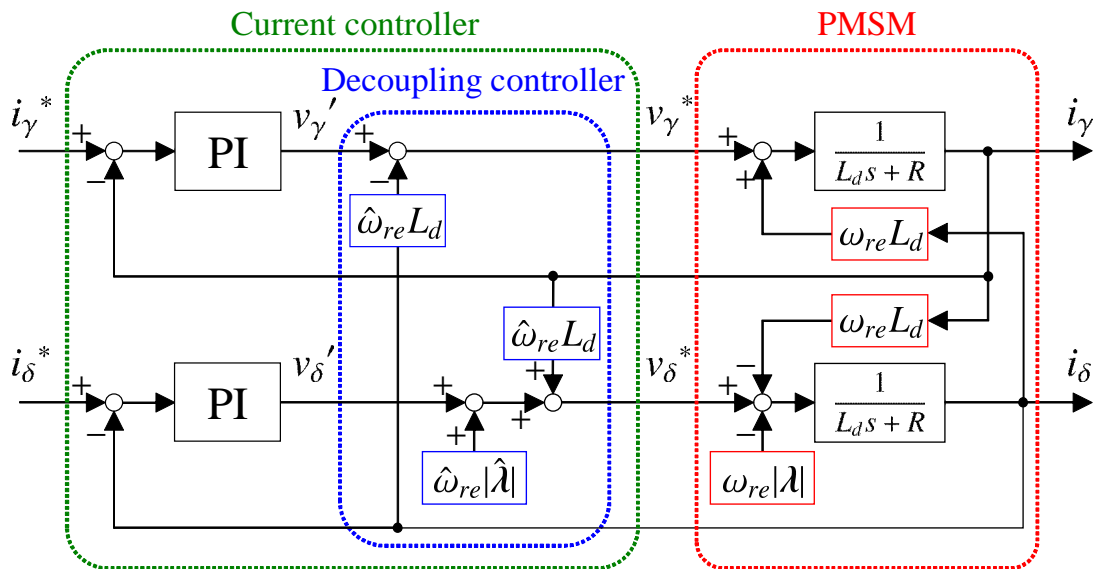 Current controller
PMSM
Decoupling controller
i_γ*
+
−
PI
v_γ′
+
−
v_γ*
+
+
1
L_d s + R
i_γ
ω̂_re L_d
ω_re L_d
ω̂_re L_d
ω_re L_d
i_δ*
+
−
PI
v_δ′
+
+
+
+
v_δ*
+
−
−
1
L_d s + R
i_δ
ω̂_re|λ̂|
ω_re|λ|